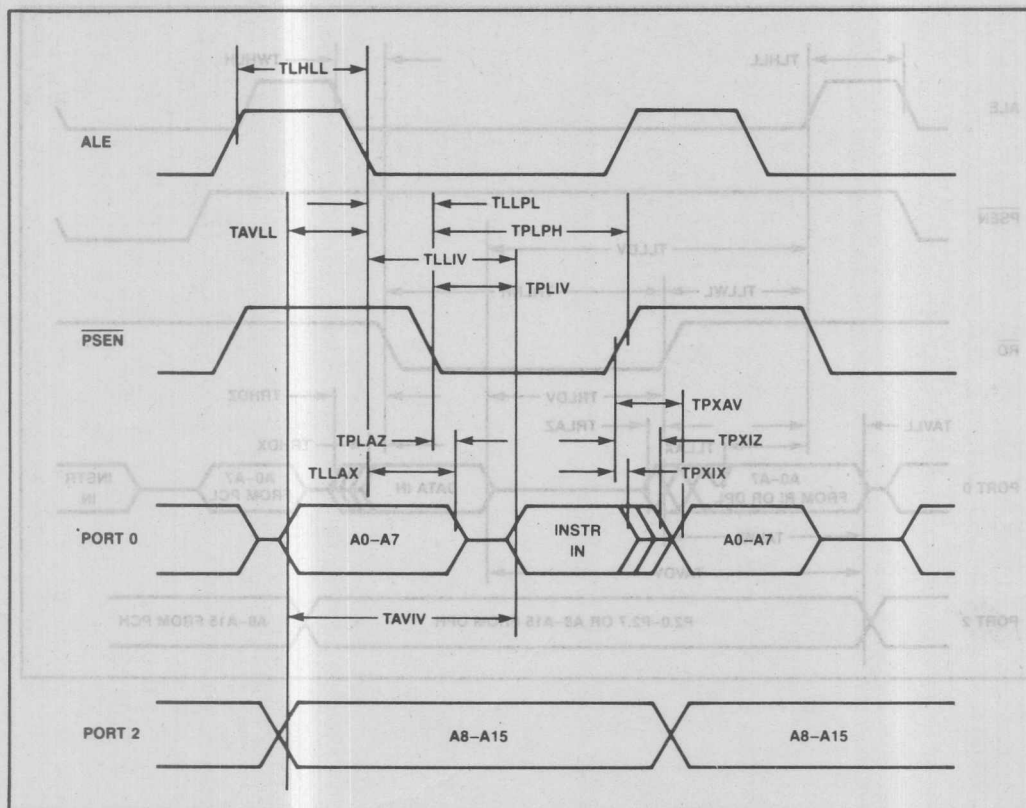 TLHLL
ALE
TLLPL
TAVLL
TPLPH
TLLIV
TPLIV
PSEN
TPXAV
TPLAZ
TPXIZ
TLLAX
TPXIX
PORT 0
A0–A7
INSTR
IN
A0–A7
TAVIV
PORT 2
A8–A15
A8–A15